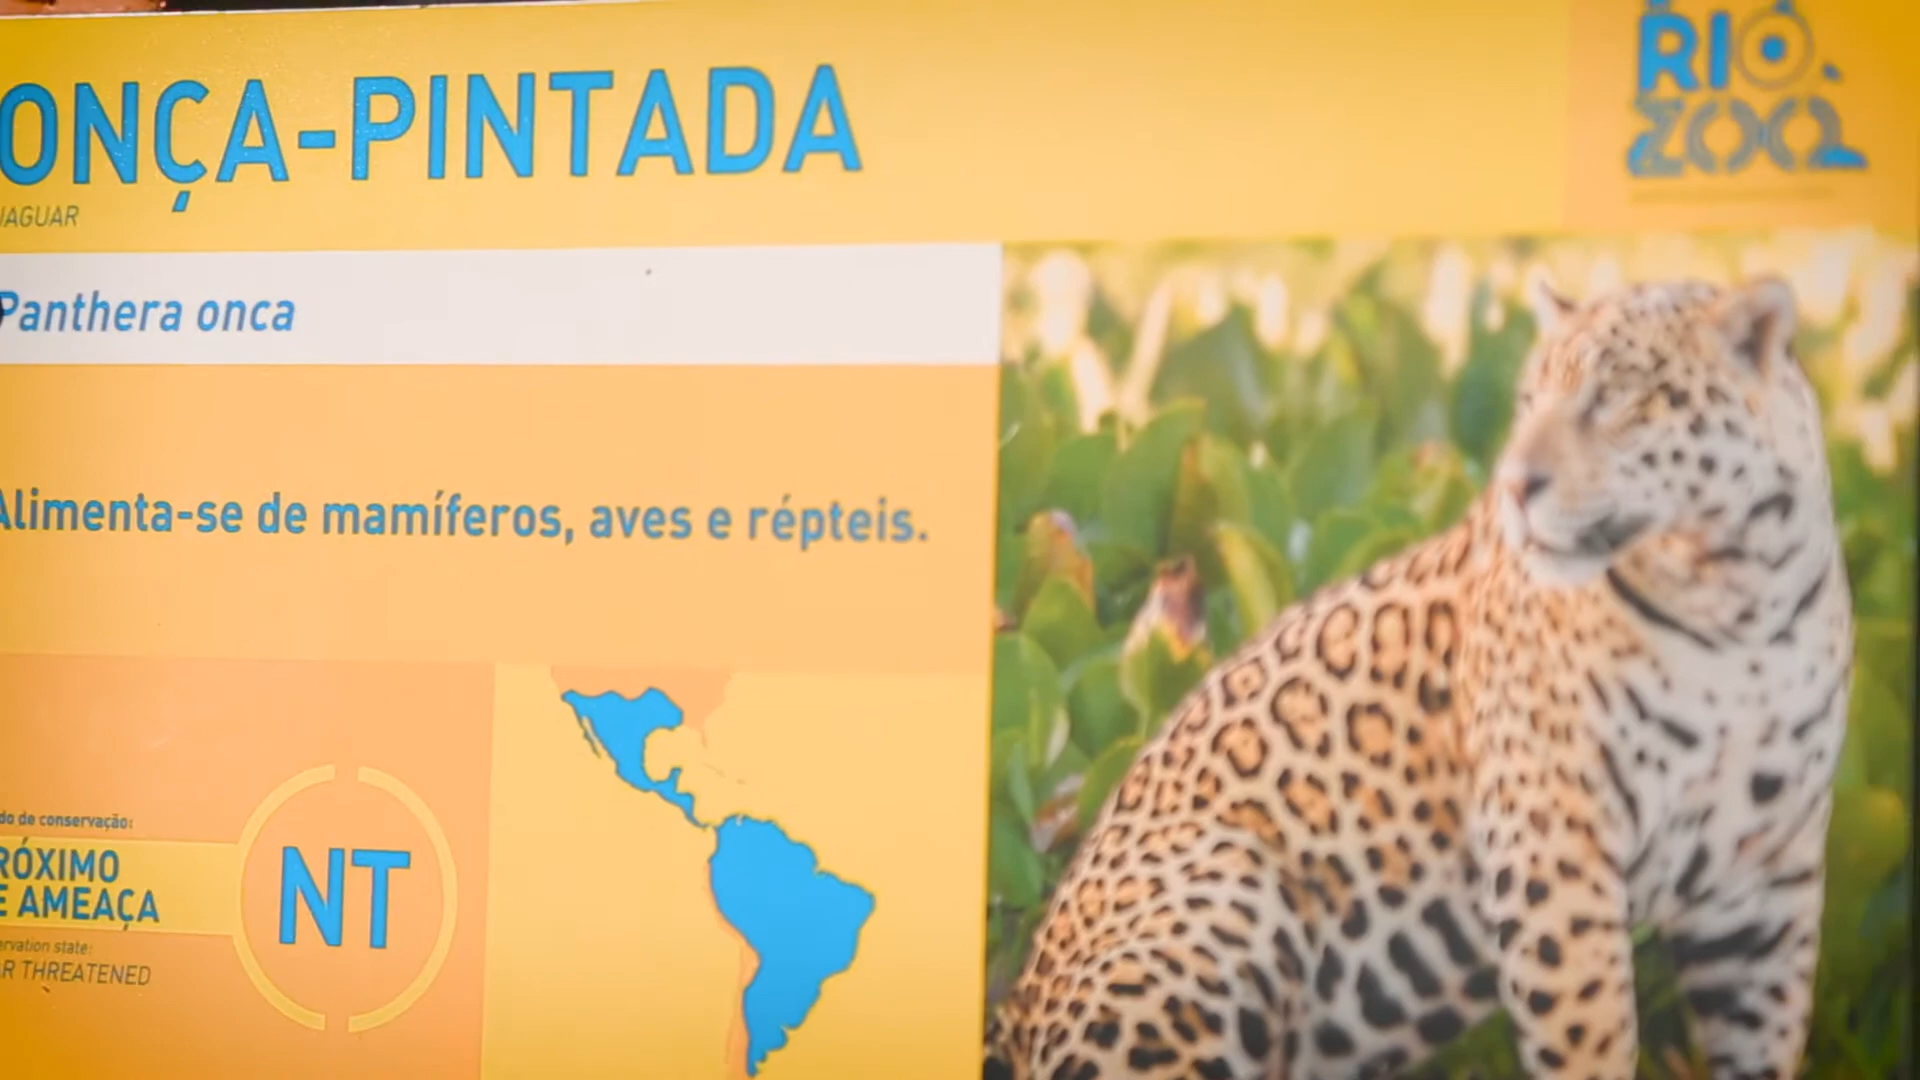 ONÇA-PINTADA
JAGUAR
RIO
ZOO
Panthera onca
Alimenta-se de mamíferos, aves e répteis.
do de conservação:
RÓXIMO
E AMEAÇA
NT
ervation state:
R THREATENED